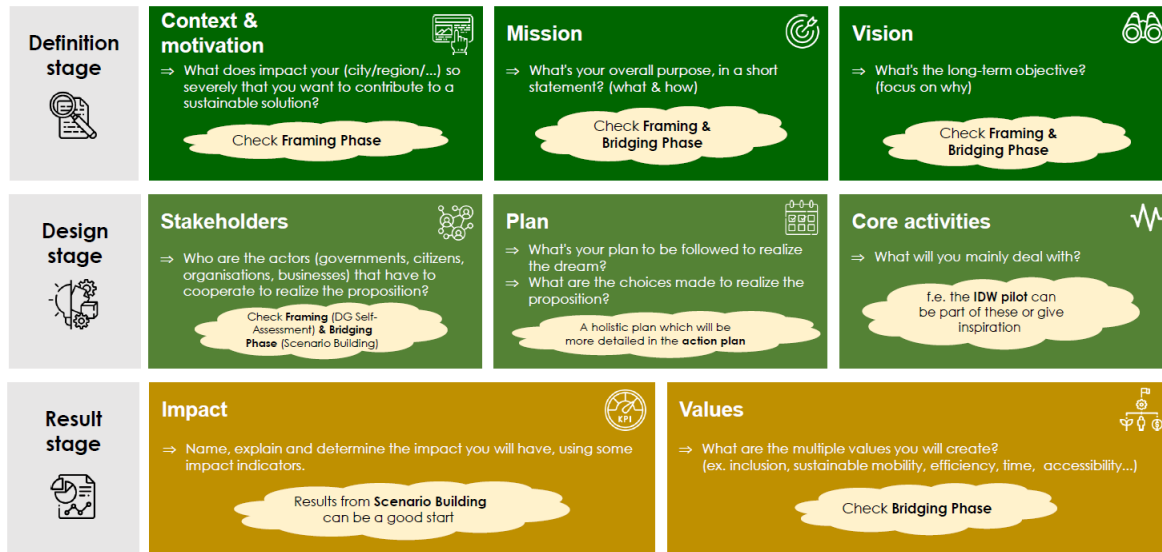 Definition
stage
Context &
motivation
⇒ What does impact your (city/region/...) so
severely that you want to contribute to a
sustainable solution?
Check Framing Phase
Mission
⇒ What's your overall purpose, in a short
statement? (what & how)
Check Framing &
Bridging Phase
Vision
⇒ What's the long-term objective?
(focus on why)
Check Framing &
Bridging Phase
Design
stage
Stakeholders
⇒ Who are the actors (governments, citizens,
organisations, businesses) that have to
cooperate to realize the proposition?
Check Framing (DG Self-
Assessment) & Bridging
Phase (Scenario Building)
Plan
⇒ What's your plan to be followed to realize
the dream?
⇒ What are the choices made to realize the
proposition?
A holistic plan which will be
more detailed in the action plan
Core activities
⇒ What will you mainly deal with?
f.e. the IDW pilot can
be part of these or give
inspiration
Result
stage
Impact
KPI
⇒ Name, explain and determine the impact you will have, using some
impact indicators.
Results from Scenario Building
can be a good start
Values
⇒ What are the multiple values you will create?
(ex. inclusion, sustainable mobility, efficiency, time, accessibility...)
Check Bridging Phase